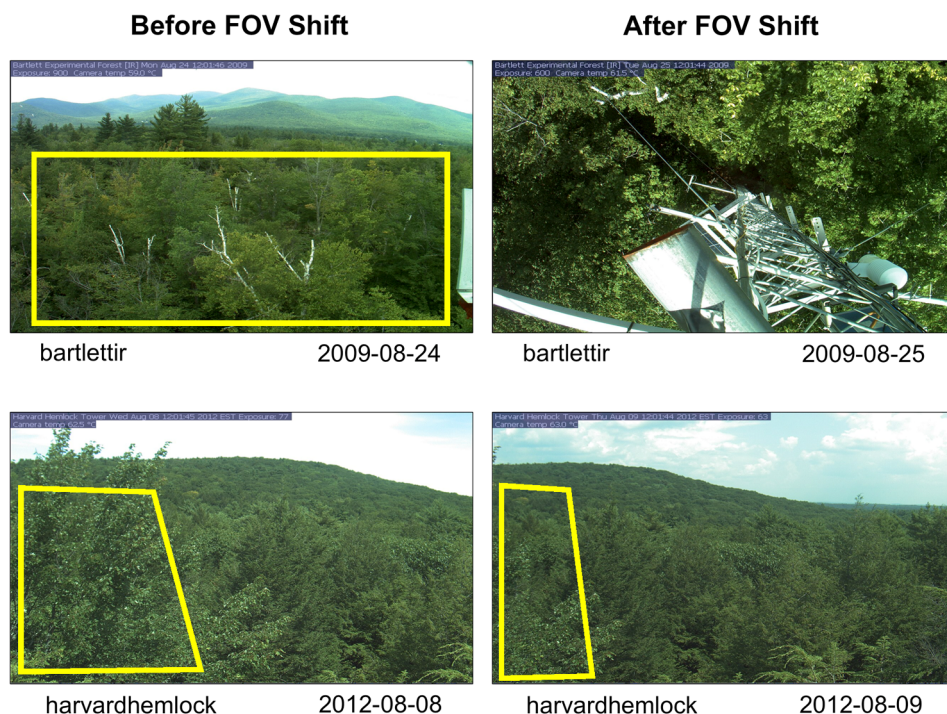 Before FOV Shift
After FOV Shift
Bartlett Experimental Forest [IR] Mon Aug 24 12:01:46 2009
Exposure: 900 Camera temp 59.0 °C
Bartlett Experimental Forest [IR] Tue Aug 25 12:01:44 2009
Exposure: 600 Camera temp 61.5 °C
bartlettir
2009-08-24
bartlettir
2009-08-25
Harvard Hemlock Tower Wed Aug 08 12:01:45 2012 EST Exposure: 77
Camera temp 62.5 °C
Harvard Hemlock Tower Thu Aug 09 12:01:44 2012 EST Exposure: 63
Camera temp 63.0 °C
harvardhemlock
2012-08-08
harvardhemlock
2012-08-09